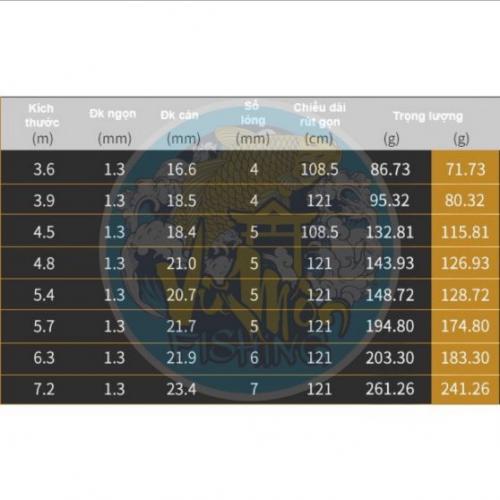 Kích thước (m) Đk ngọn (mm) Đk cán (mm) Số lóng (mm) Chiều dài rút gọn (cm) Trọng lượng (g) (g)
3.6 1.3 16.6 4 108.5 86.73 71.73
3.9 1.3 18.5 4 121 95.32 80.32
4.5 1.3 18.4 5 108.5 132.81 115.81
4.8 1.3 21.0 5 121 143.93 126.93
5.4 1.3 20.7 5 121 148.72 128.72
5.7 1.3 21.7 5 121 194.80 174.80
6.3 1.3 21.9 6 121 203.30 183.30
7.2 1.3 23.4 7 121 261.26 241.26
FISHING